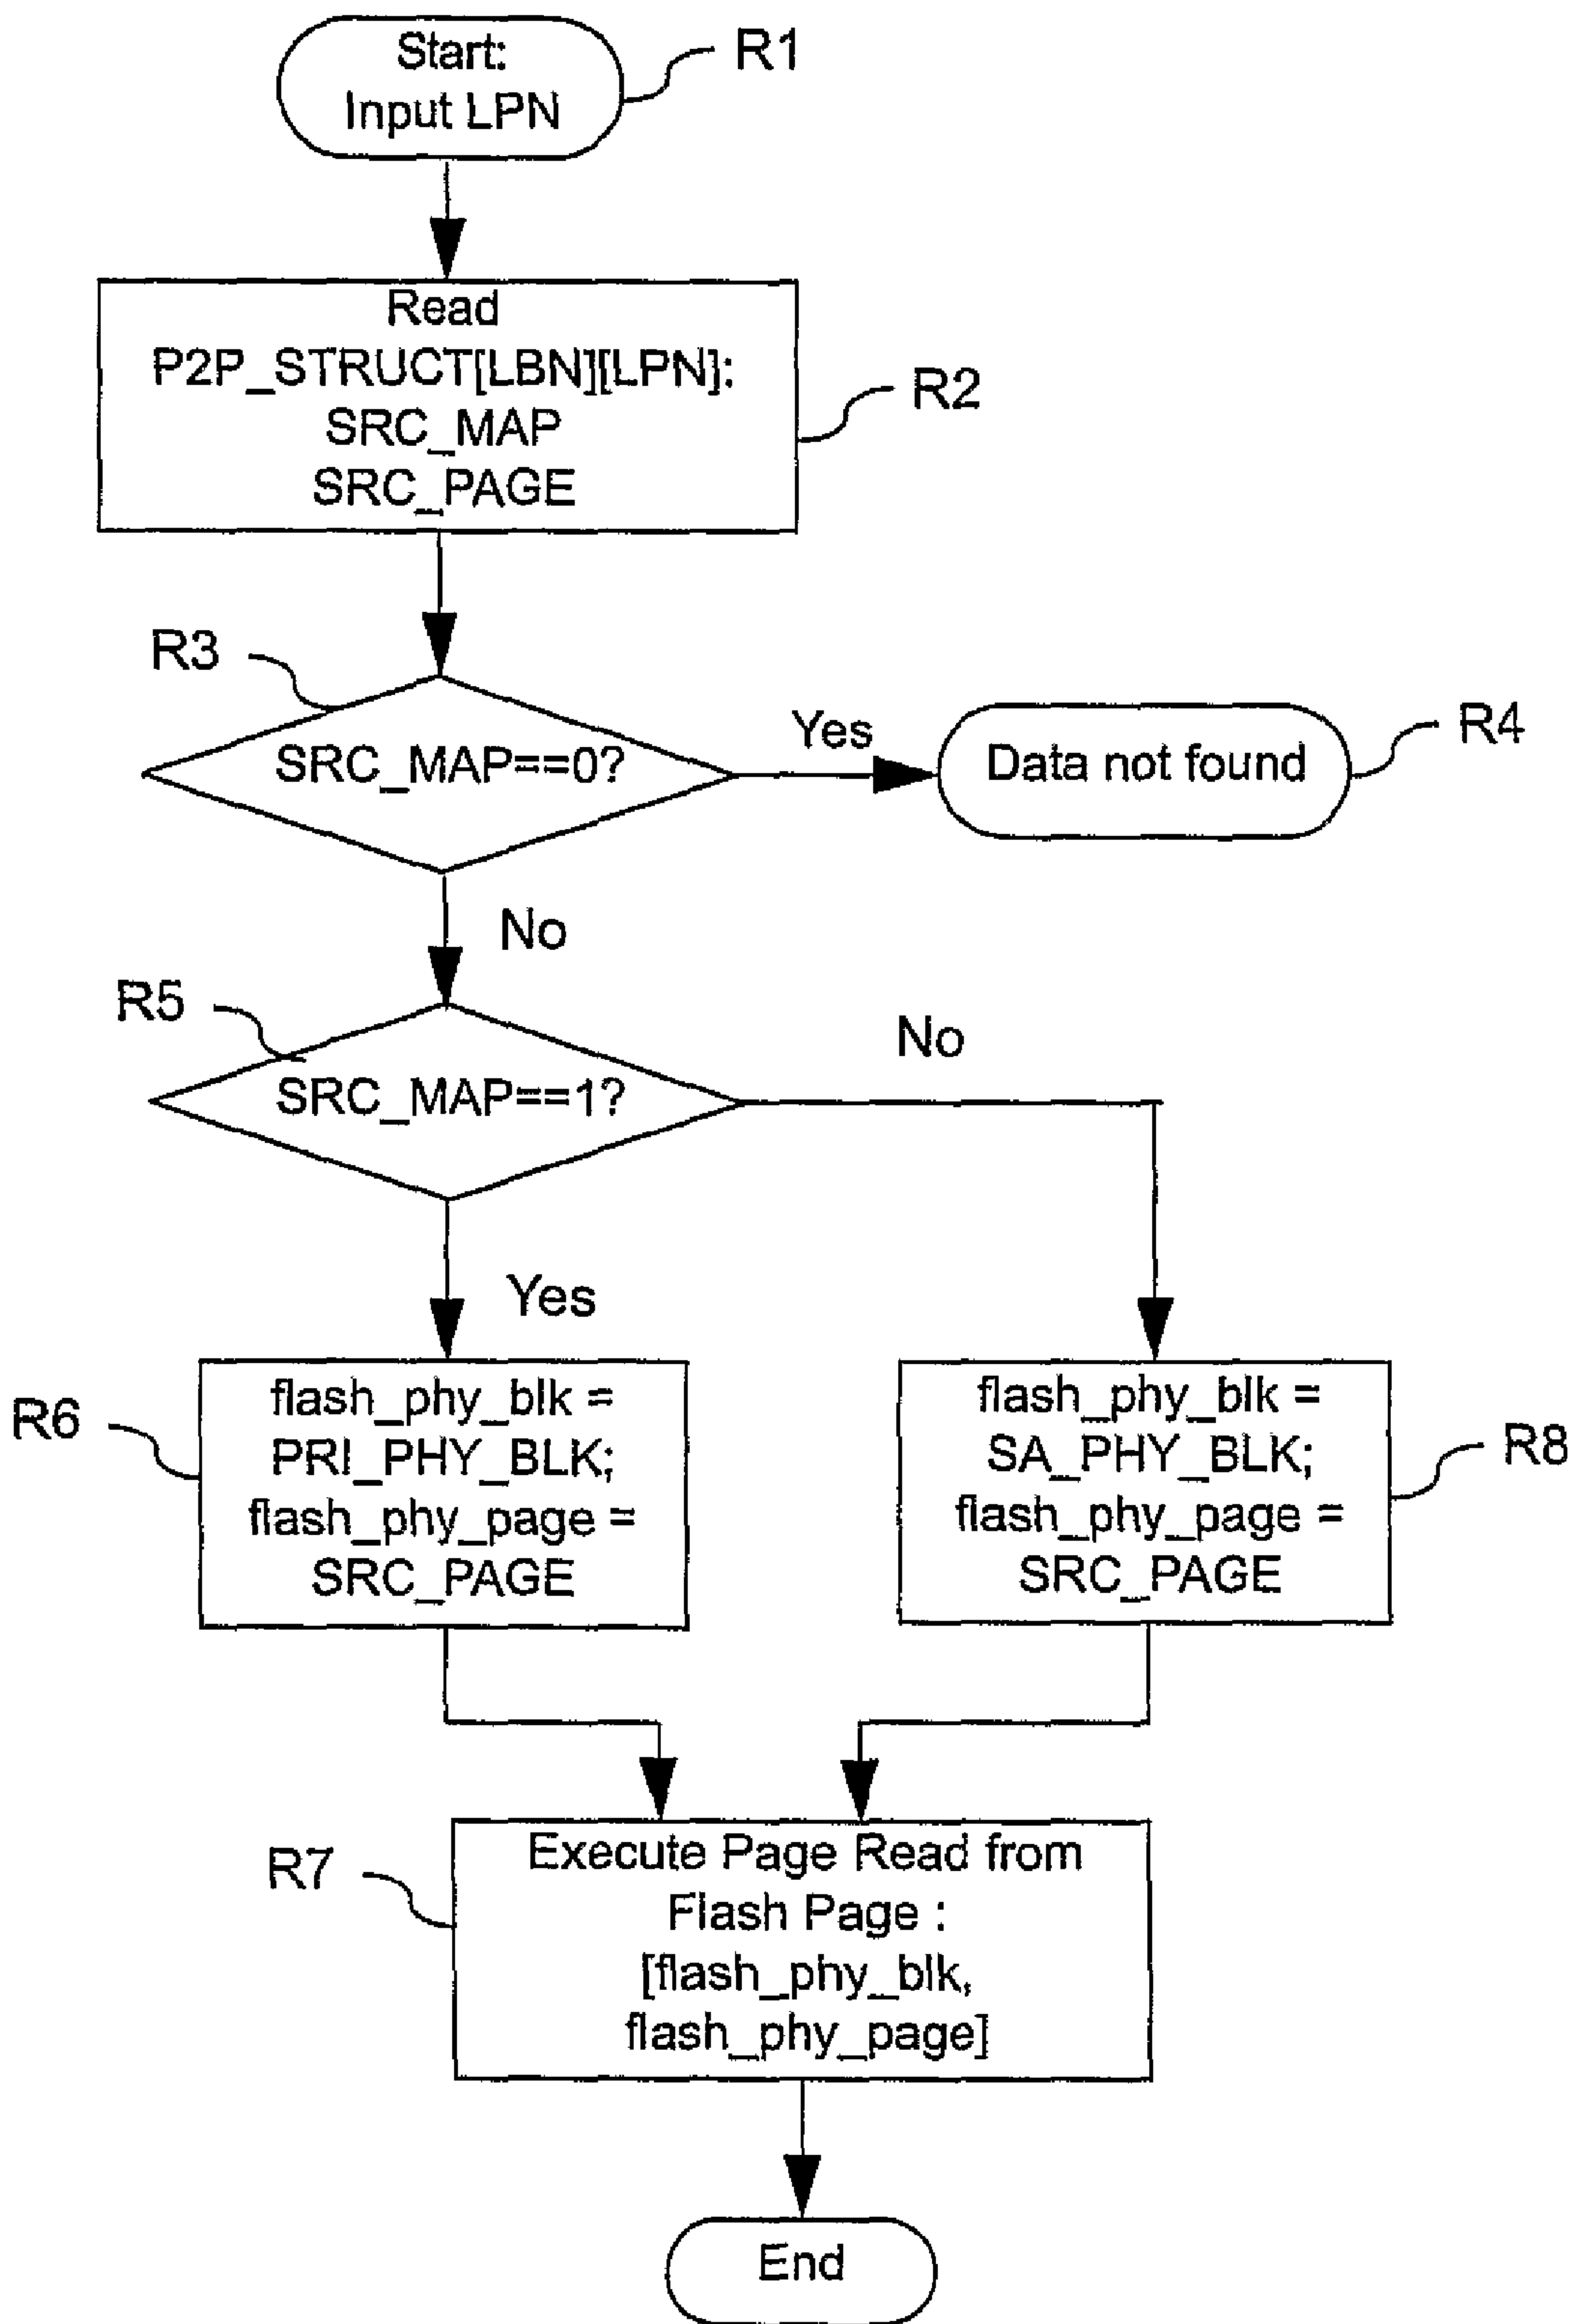 Start:
Input LPN
R1
Read
P2P_STRUCT[LBN][LPN]:
SRC_MAP
SRC_PAGE
R2
R3
SRC_MAP==0?
Yes
Data not found
R4
No
R5
SRC_MAP==1?
No
Yes
R6
flash_phy_blk =
PRI_PHY_BLK;
flash_phy_page =
SRC_PAGE
flash_phy_blk =
SA_PHY_BLK;
flash_phy_page =
SRC_PAGE
R8
R7
Execute Page Read from
Flash Page :
[flash_phy_blk,
flash_phy_page]
End